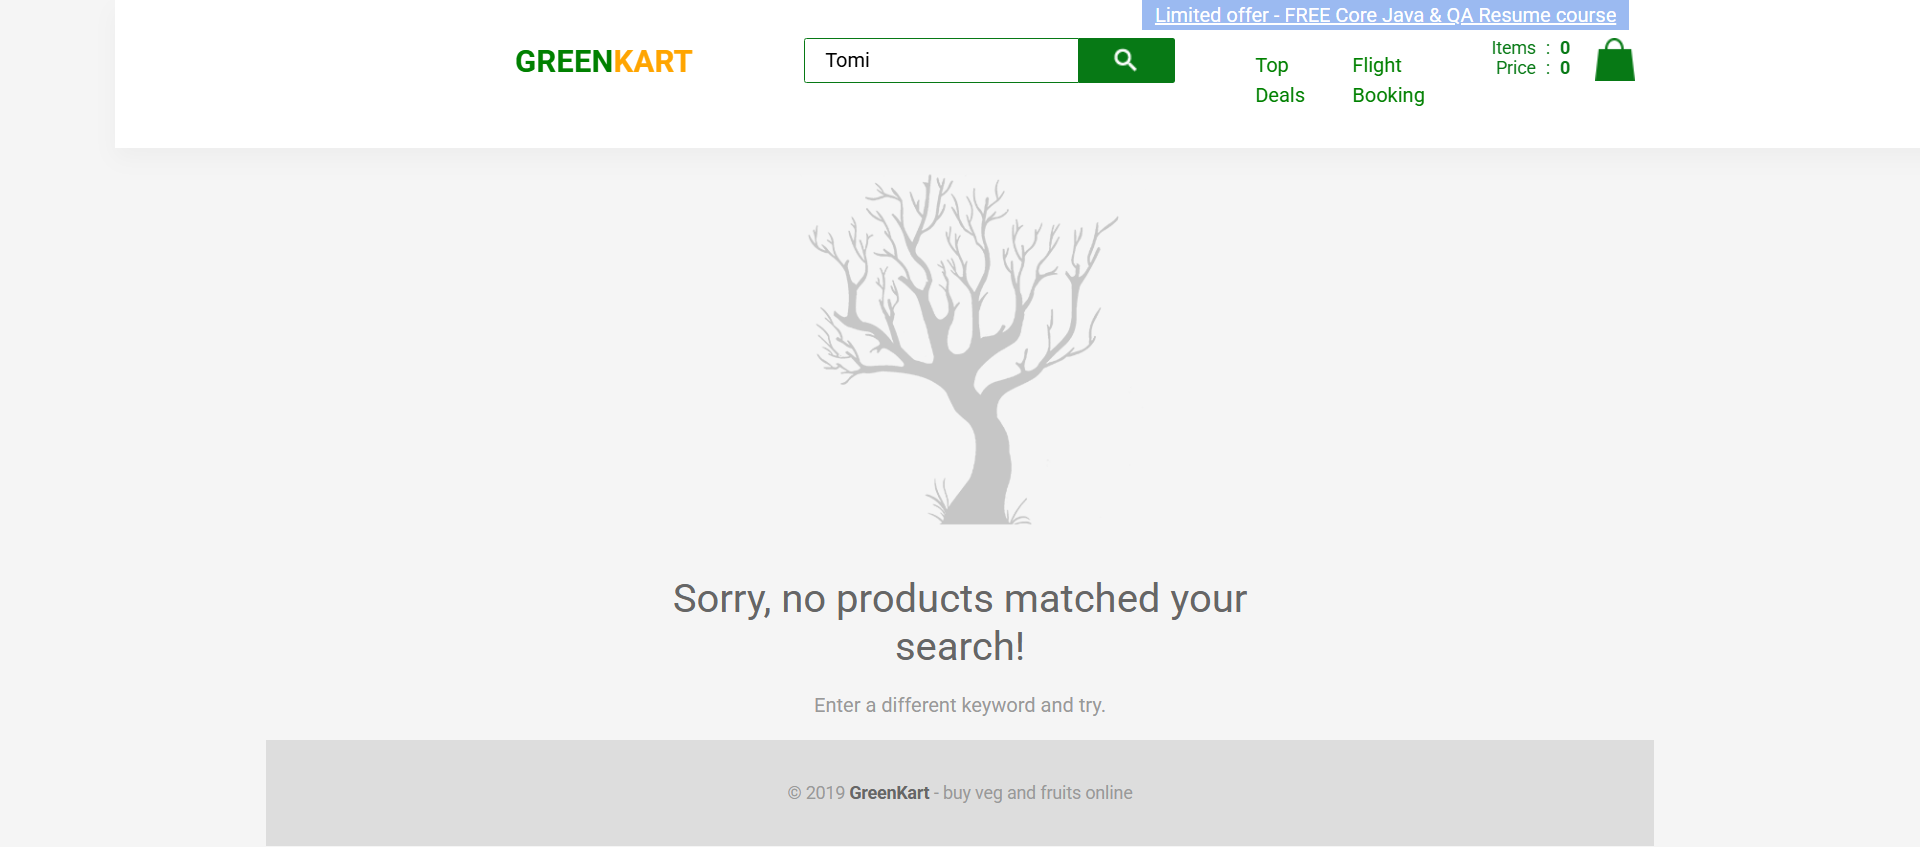 Limited offer - FREE Core Java & QA Resume course
GREENKART
Tomi
Top
Deals
Flight
Booking
Items : 0
Price : 0
Sorry, no products matched your
search!
Enter a different keyword and try.
© 2019 GreenKart - buy veg and fruits online